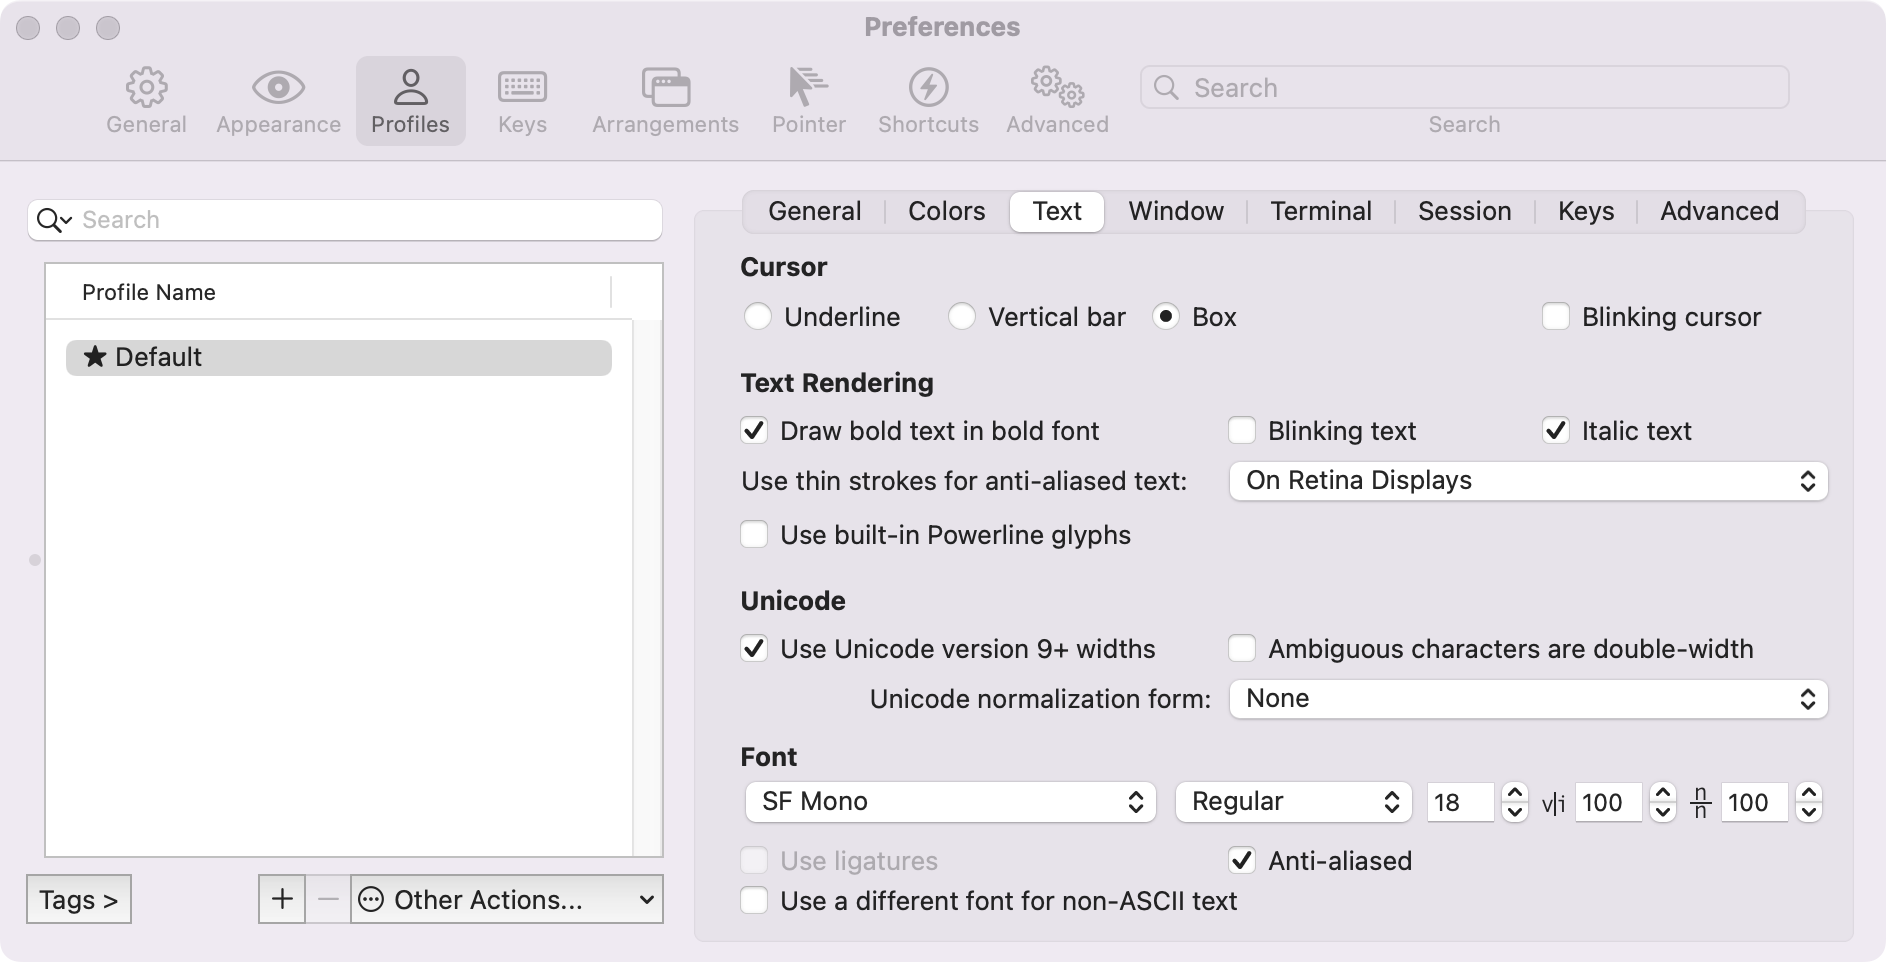 Preferences
General Appearance Profiles Keys Arrangements Pointer Shortcuts Advanced Search
Search
Search
Profile Name
★ Default
Tags >
+ − Other Actions...
General Colors Text Window Terminal Session Keys Advanced
Cursor
Underline Vertical bar Box Blinking cursor
Text Rendering
Draw bold text in bold font Blinking text Italic text
Use thin strokes for anti-aliased text: On Retina Displays
Use built-in Powerline glyphs
Unicode
Use Unicode version 9+ widths Ambiguous characters are double-width
Unicode normalization form: None
Font
SF Mono Regular 18 v|i 100 n/n 100
Use ligatures Anti-aliased
Use a different font for non-ASCII text